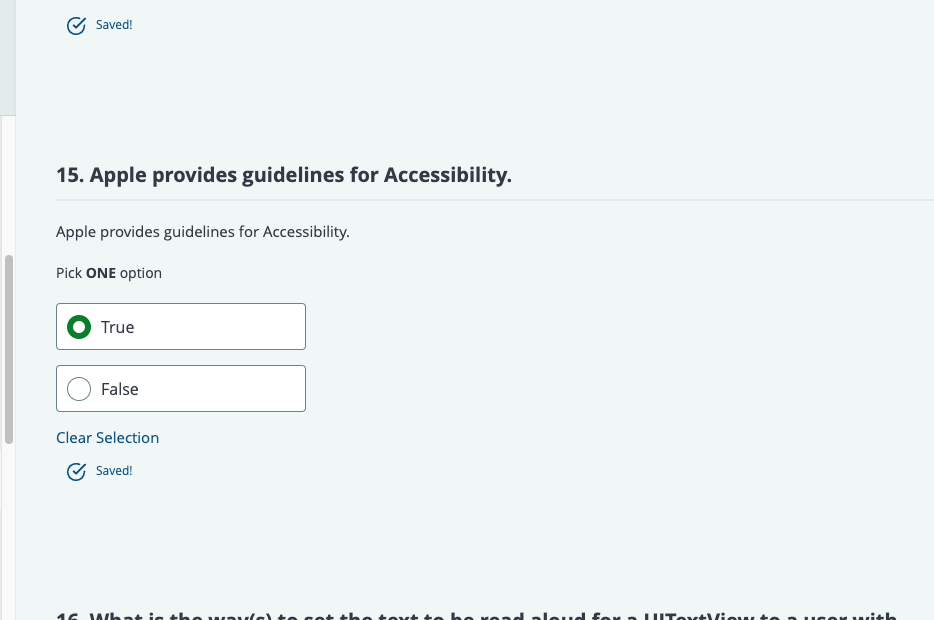 Saved!
15. Apple provides guidelines for Accessibility.
Apple provides guidelines for Accessibility.
Pick ONE option
True
False
Clear Selection
Saved!
16. What is the way(s) to set the text to be read aloud for a UITextView to a user with